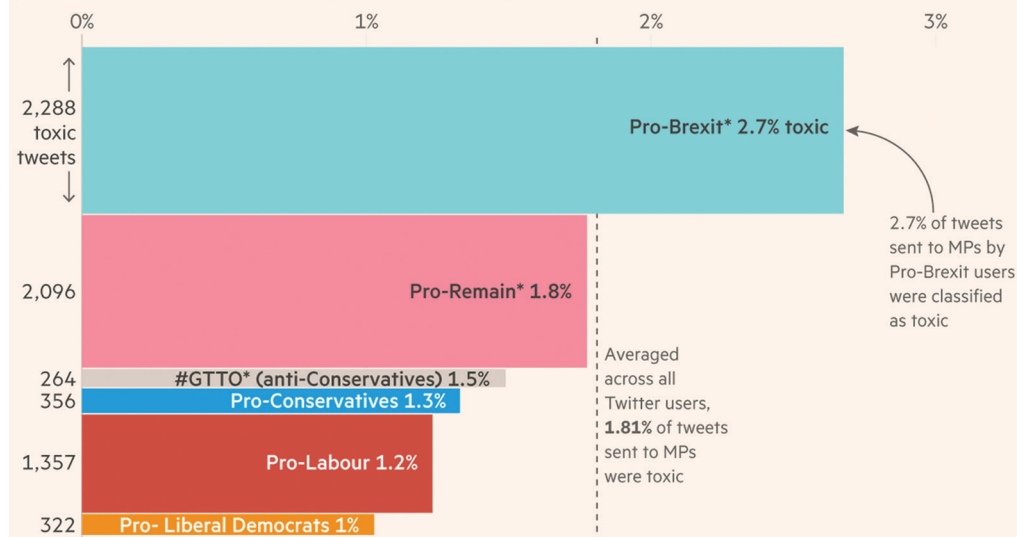 0% 1% 2% 3%
2,288
toxic
tweets
Pro-Brexit* 2.7% toxic
2.7% of tweets
sent to MPs by
Pro-Brexit users
were classified
as toxic
2,096
Pro-Remain* 1.8%
Averaged
across all
Twitter users,
1.81% of tweets
sent to MPs
were toxic
264
#GTTO* (anti-Conservatives) 1.5%
356
Pro-Conservatives 1.3%
1,357
Pro-Labour 1.2%
322
Pro- Liberal Democrats 1%